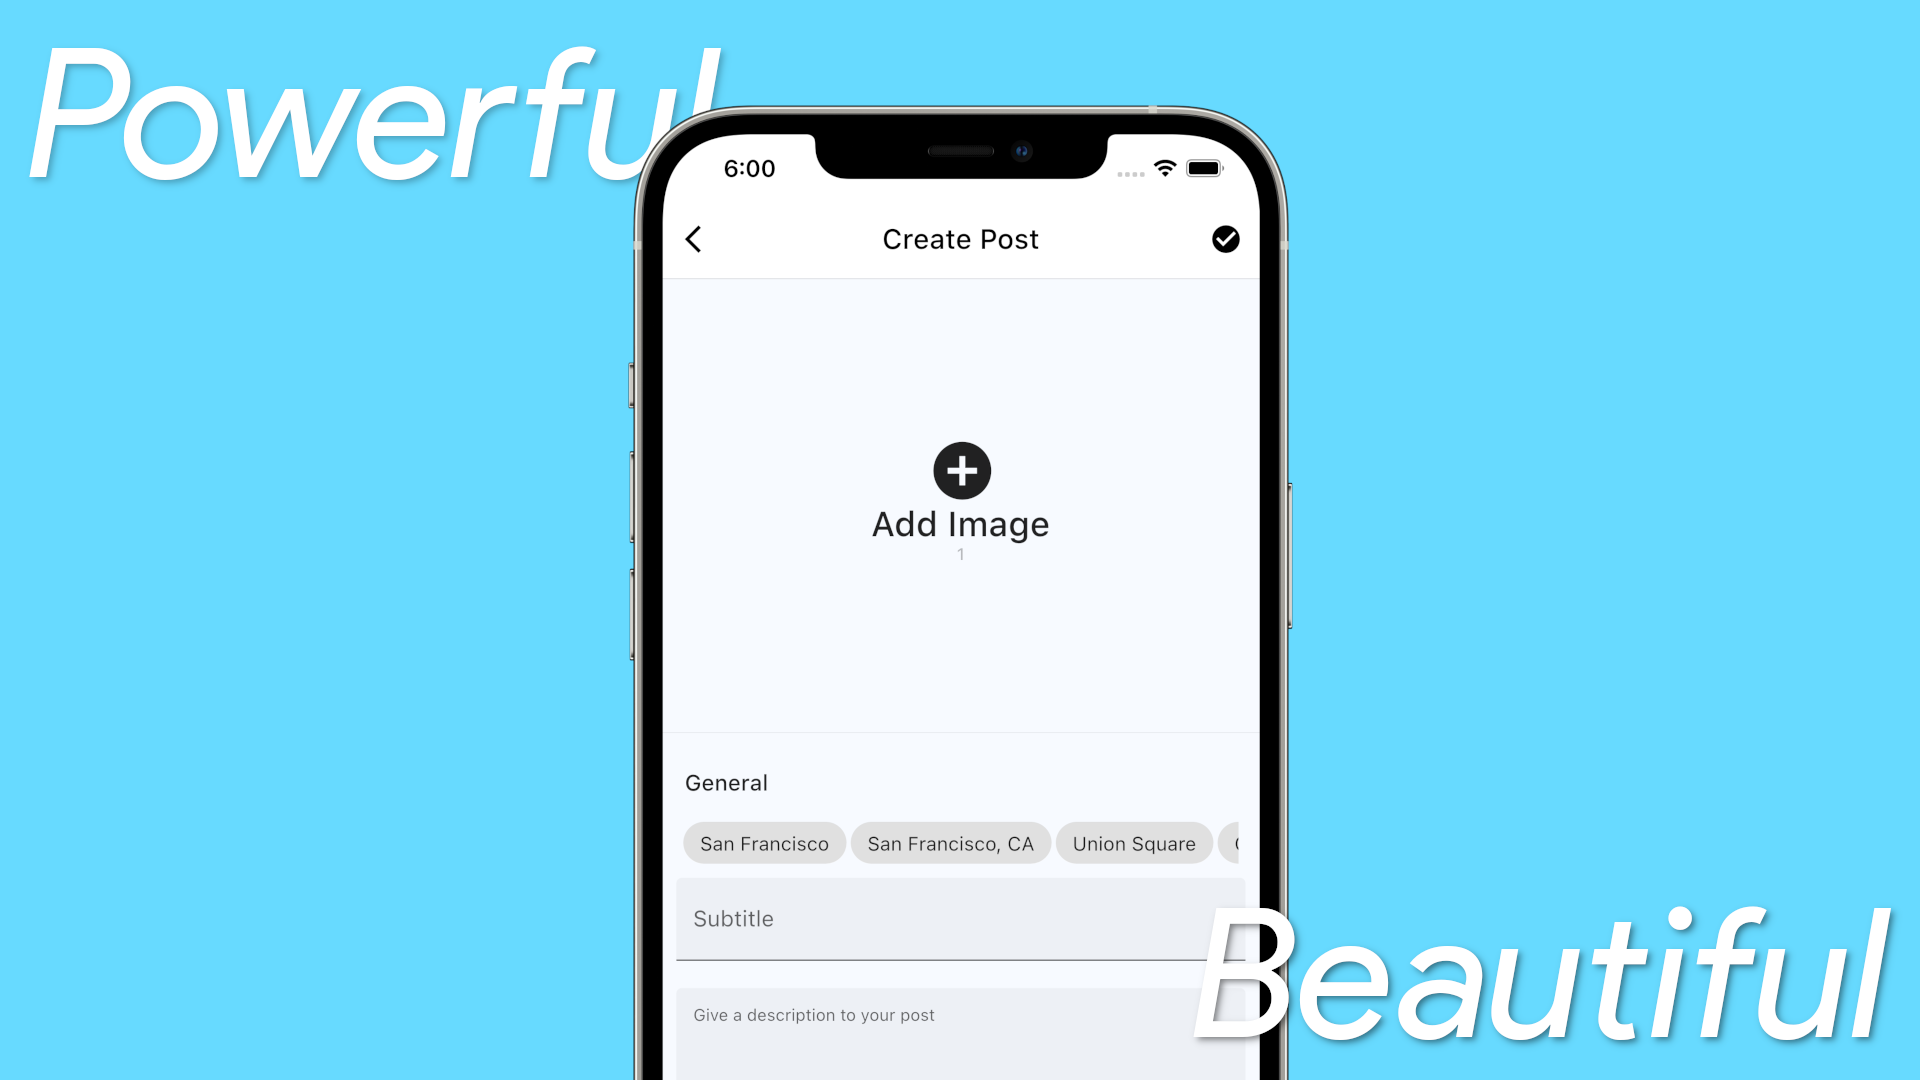 Powerful
6:00
Create Post
Add Image
1
General
San Francisco
San Francisco, CA
Union Square
Subtitle
Give a description to your post
Beautiful